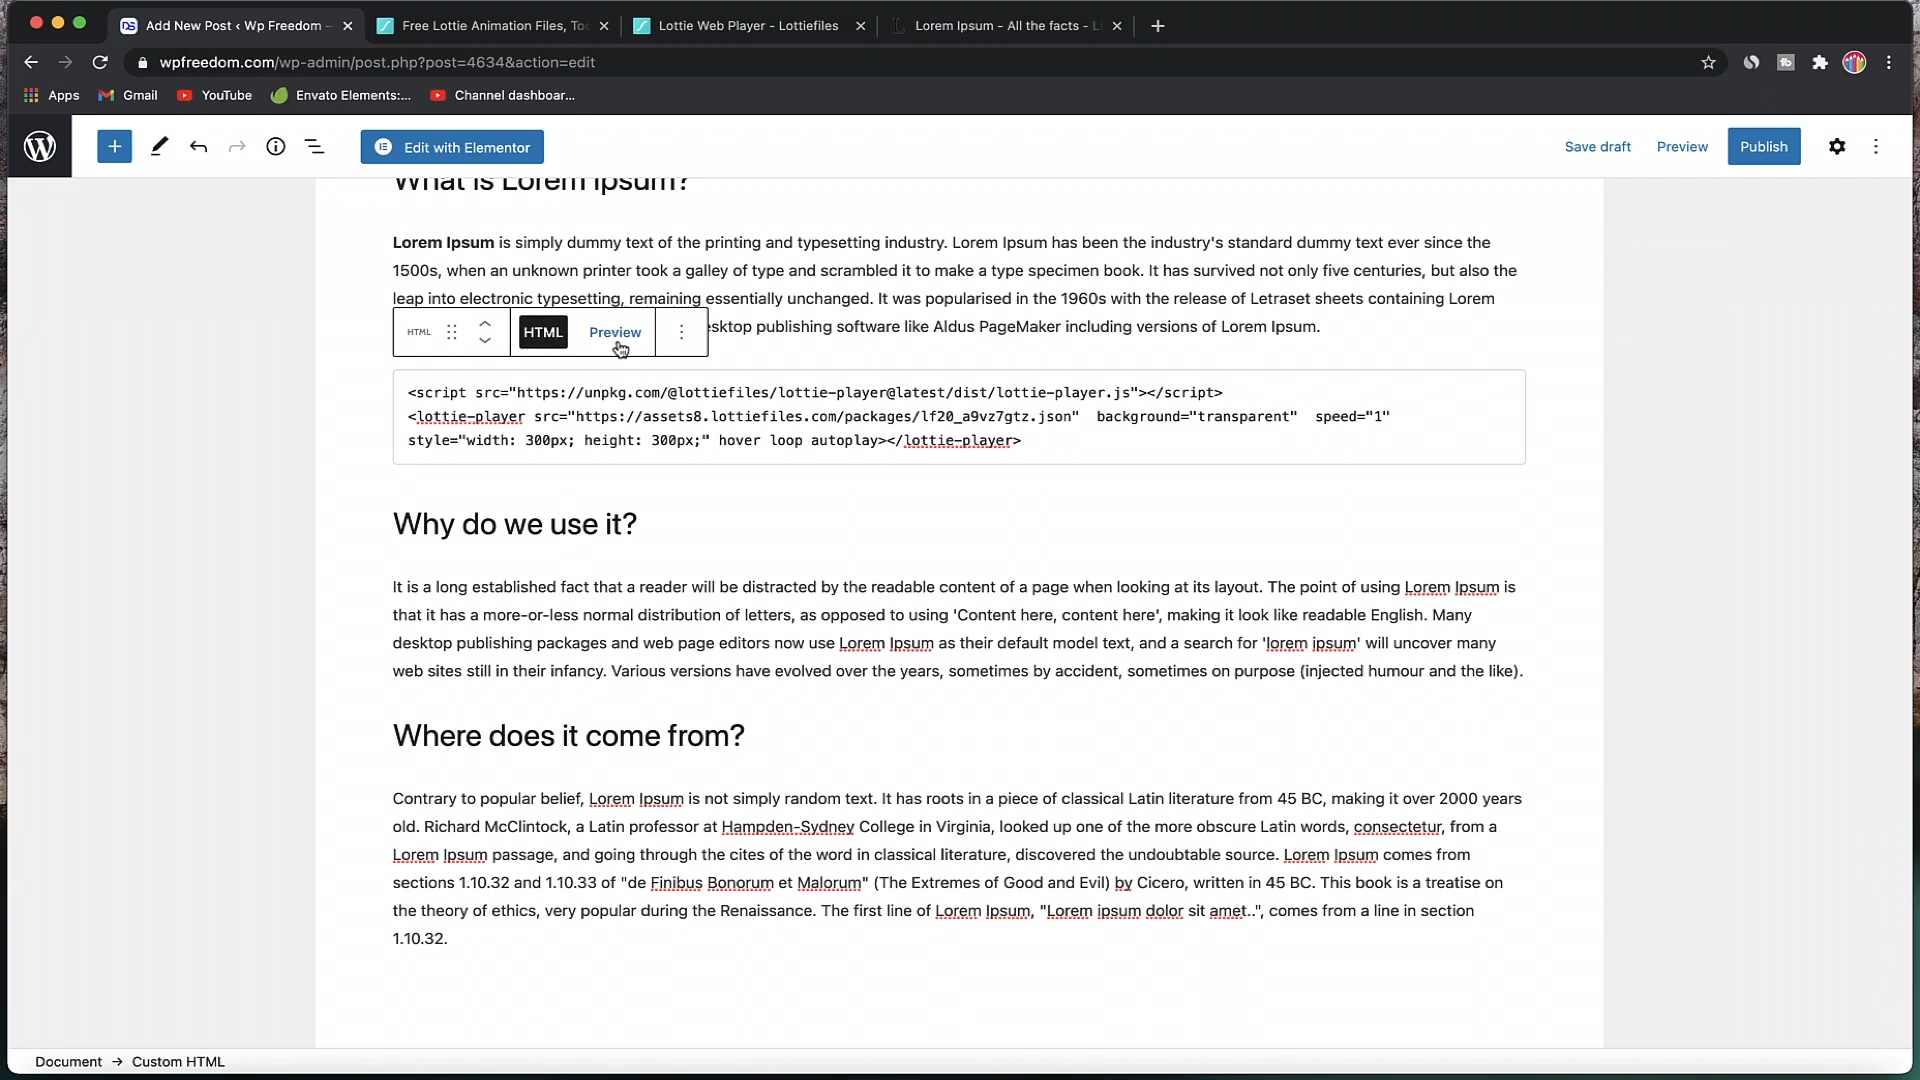 Add New Post ‹ Wp Freedom –
Free Lottie Animation Files, Too
Lottie Web Player - Lottiefiles
Lorem Ipsum - All the facts - Li
wpfreedom.com/wp-admin/post.php?post=4634&action=edit
Apps
Gmail
YouTube
Envato Elements:...
Channel dashboar...
Edit with Elementor
Save draft
Preview
Publish
What is Lorem Ipsum?
Lorem Ipsum is simply dummy text of the printing and typesetting industry. Lorem Ipsum has been the industry's standard dummy text ever since the
1500s, when an unknown printer took a galley of type and scrambled it to make a type specimen book. It has survived not only five centuries, but also the
leap into electronic typesetting, remaining essentially unchanged. It was popularised in the 1960s with the release of Letraset sheets containing Lorem
sktop publishing software like Aldus PageMaker including versions of Lorem Ipsum.
HTML
HTML
Preview
<script src="https://unpkg.com/@lottiefiles/lottie-player@latest/dist/lottie-player.js"></script>
<lottie-player src="https://assets8.lottiefiles.com/packages/lf20_a9vz7gtz.json"  background="transparent"  speed="1"
style="width: 300px; height: 300px;" hover loop autoplay></lottie-player>
Why do we use it?
It is a long established fact that a reader will be distracted by the readable content of a page when looking at its layout. The point of using Lorem Ipsum is
that it has a more-or-less normal distribution of letters, as opposed to using 'Content here, content here', making it look like readable English. Many
desktop publishing packages and web page editors now use Lorem Ipsum as their default model text, and a search for 'lorem ipsum' will uncover many
web sites still in their infancy. Various versions have evolved over the years, sometimes by accident, sometimes on purpose (injected humour and the like).
Where does it come from?
Contrary to popular belief, Lorem Ipsum is not simply random text. It has roots in a piece of classical Latin literature from 45 BC, making it over 2000 years
old. Richard McClintock, a Latin professor at Hampden-Sydney College in Virginia, looked up one of the more obscure Latin words, consectetur, from a
Lorem Ipsum passage, and going through the cites of the word in classical literature, discovered the undoubtable source. Lorem Ipsum comes from
sections 1.10.32 and 1.10.33 of "de Finibus Bonorum et Malorum" (The Extremes of Good and Evil) by Cicero, written in 45 BC. This book is a treatise on
the theory of ethics, very popular during the Renaissance. The first line of Lorem Ipsum, "Lorem ipsum dolor sit amet..", comes from a line in section
1.10.32.
Document → Custom HTML